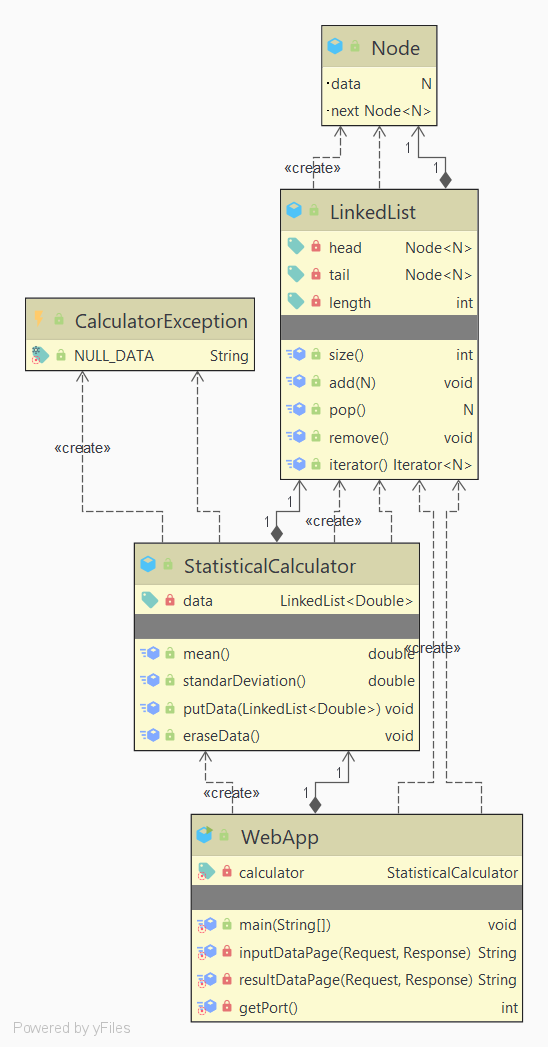 Node
data N
next Node<N>
1
1
«create»
LinkedList
head Node<N>
tail Node<N>
length int
size() int
add(N) void
pop() N
remove() void
iterator() Iterator<N>
CalculatorException
NULL_DATA String
«create»
1
1
«create»
StatisticalCalculator
data LinkedList<Double>
mean() double
standarDeviation() double
putData(LinkedList<Double>) void
eraseData() void
«create»
1
1
«create»
WebApp
calculator StatisticalCalculator
main(String[]) void
inputDataPage(Request, Response) String
resultDataPage(Request, Response) String
getPort() int
Powered by yFiles